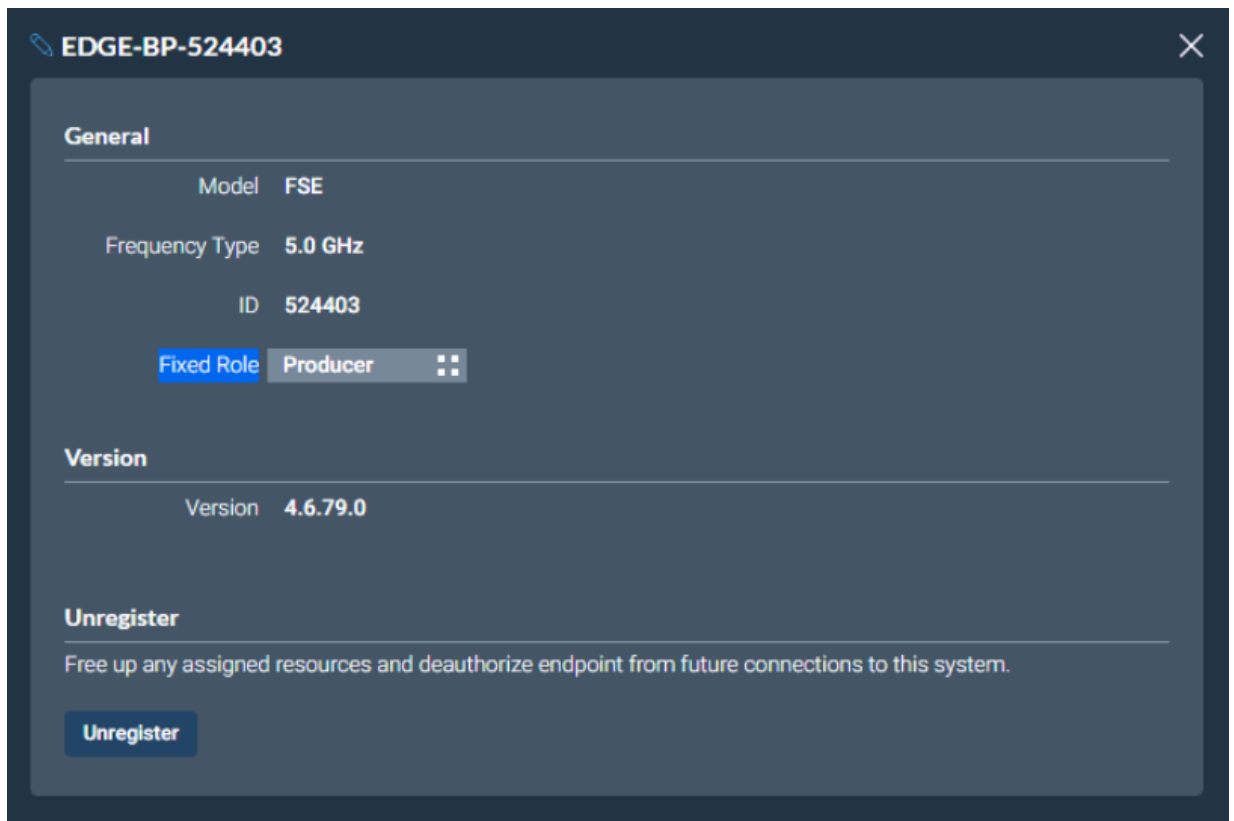 EDGE-BP-524403
General
Model FSE
Frequency Type 5.0 GHz
ID 524403
Fixed Role Producer
Version
Version 4.6.79.0
Unregister
Free up any assigned resources and deauthorize endpoint from future connections to this system.
Unregister